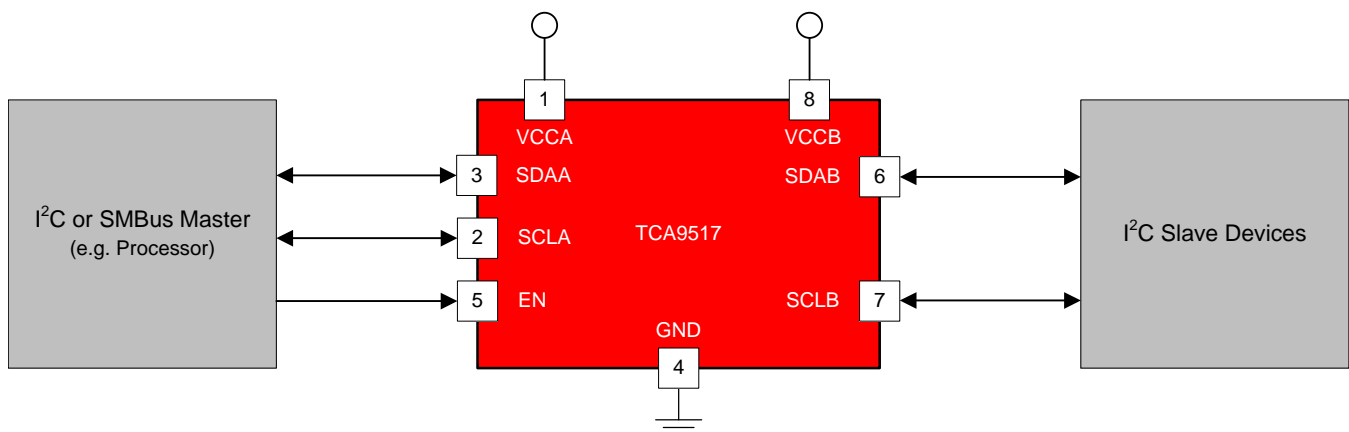 1
8
VCCA
VCCB
3
SDAA
SDAB
6
I²C or SMBus Master
(e.g. Processor)
2
SCLA
TCA9517
I²C Slave Devices
5
EN
SCLB
7
GND
4